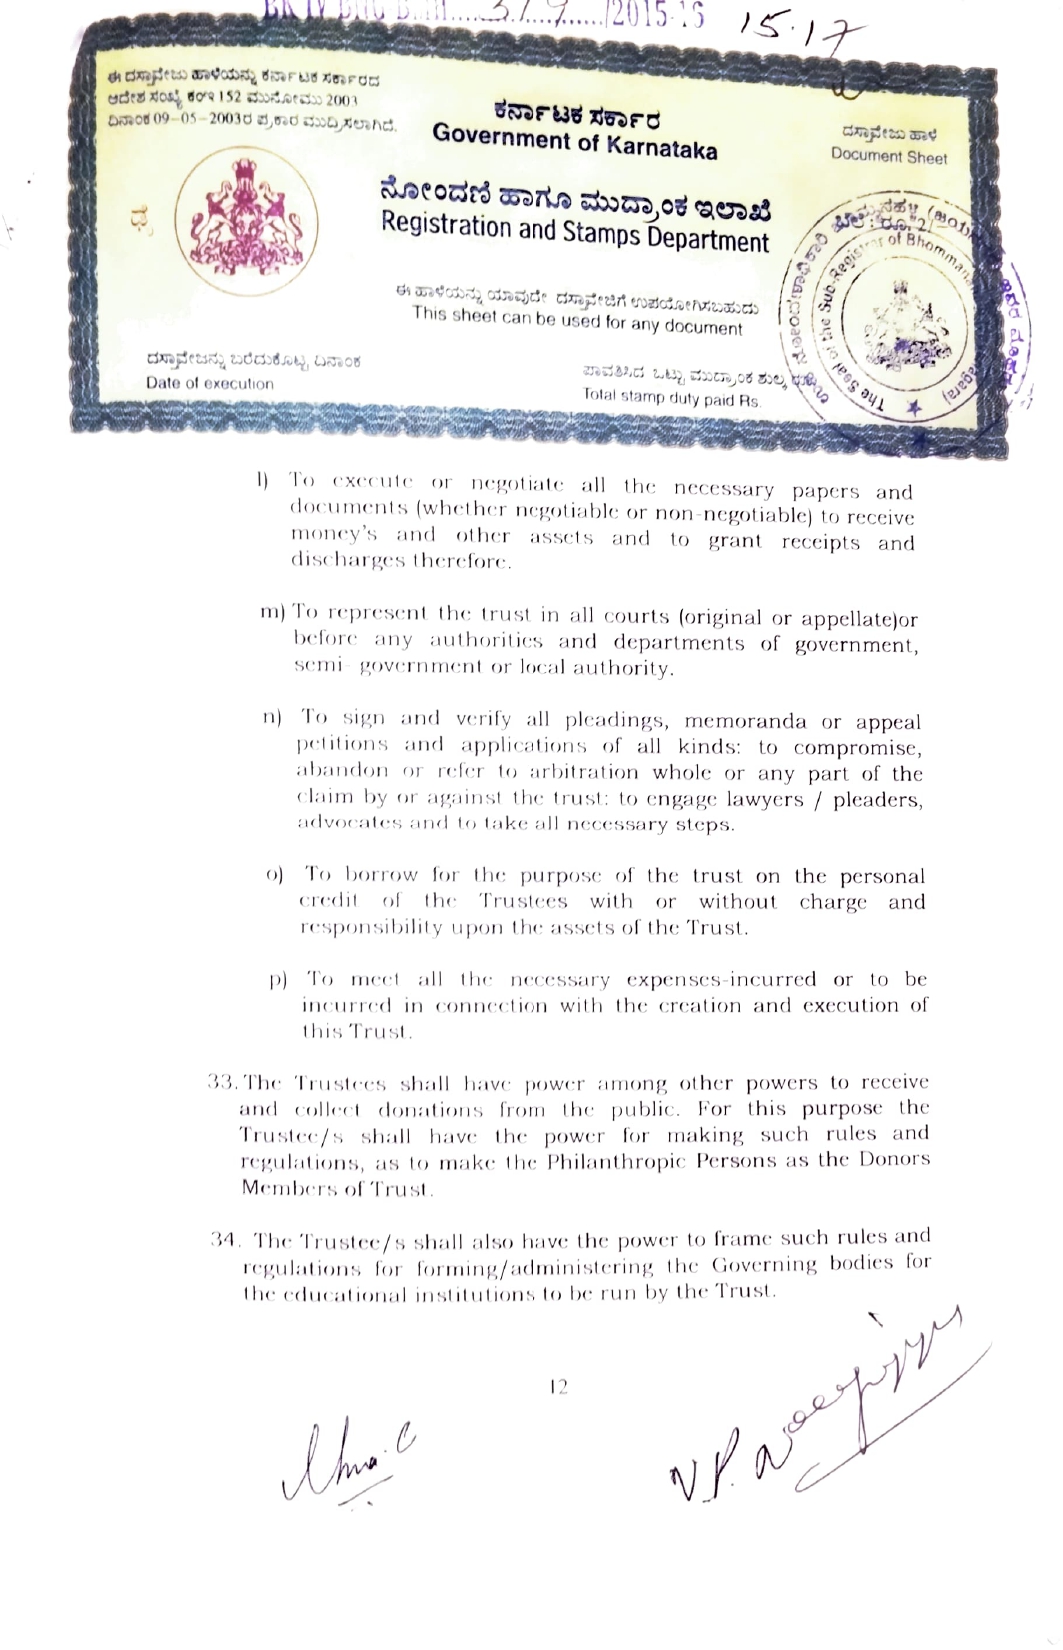 /2015-16 15-17
ಈ ದಸ್ತಾವೇಜು ಹಾಳೆಯನ್ನು ಕರ್ನಾಟಕ ಸರ್ಕಾರದ
ಆದೇಶ ಸಂಖ್ಯೆ ಕಂಇ 152 ಮುನೋಮು 2003
ದಿನಾಂಕ 09-05-2003ರ ಪ್ರಕಾರ ಮುದ್ರಿಸಲಾಗಿದೆ.
ಕರ್ನಾಟಕ ಸರ್ಕಾರ
Government of Karnataka
ದಸ್ತಾವೇಜು ಹಾಳೆ
Document Sheet
ನೋಂದಣಿ ಹಾಗೂ ಮುದ್ರಾಂಕ ಇಲಾಖೆ
Registration and Stamps Department
The Seal of the Sub-Registrar of Bhommana
ಈ ಹಾಳೆಯನ್ನು ಯಾವುದೇ ದಸ್ತಾವೇಜಿಗೆ ಉಪಯೋಗಿಸಬಹುದು
This sheet can be used for any document
ದಸ್ತಾವೇಜನ್ನು ಬರೆದುಕೊಟ್ಟ ದಿನಾಂಕ
Date of execution
ಪಾವತಿಸಿದ ಒಟ್ಟು ಮುದ್ರಾಂಕ ಶುಲ್ಕ ರೂ.
Total stamp duty paid Rs.
l) To execute or negotiate all the necessary papers and
documents (whether negotiable or non-negotiable) to receive
money's and other assets and to grant receipts and
discharges therefore.
m) To represent the trust in all courts (original or appellate)or
before any authorities and departments of government,
semi- government or local authority.
n) To sign and verify all pleadings, memoranda or appeal
petitions and applications of all kinds: to compromise,
abandon or refer to arbitration whole or any part of the
claim by or against the trust: to engage lawyers / pleaders,
advocates and to take all necessary steps.
o) To borrow for the purpose of the trust on the personal
credit of the Trustees with or without charge and
responsibility upon the assets of the Trust.
p) To meet all the necessary expenses-incurred or to be
incurred in connection with the creation and execution of
this Trust.
33. The Trustees shall have power among other powers to receive
and collect donations from the public. For this purpose the
Trustee/s shall have the power for making such rules and
regulations, as to make the Philanthropic Persons as the Donors
Members of Trust.
34. The Trustee/s shall also have the power to frame such rules and
regulations for forming/administering the Governing bodies for
the educational institutions to be run by the Trust.
12